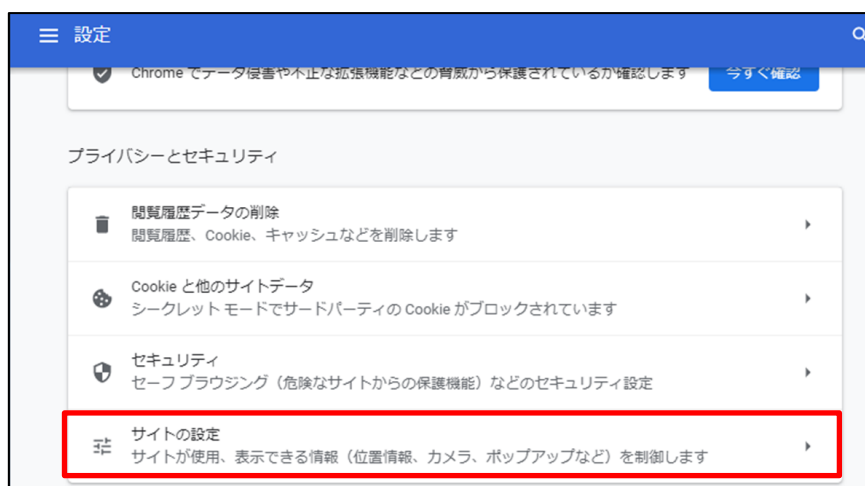 設定
Chrome でデータ侵害や不正な拡張機能などの脅威から保護されているか確認します
今すぐ確認
プライバシーとセキュリティ
閲覧履歴データの削除
閲覧履歴、Cookie、キャッシュなどを削除します
Cookie と他のサイトデータ
シークレット モードでサードパーティの Cookie がブロックされています
セキュリティ
セーフ ブラウジング（危険なサイトからの保護機能）などのセキュリティ設定
サイトの設定
サイトが使用、表示できる情報（位置情報、カメラ、ポップアップなど）を制御します